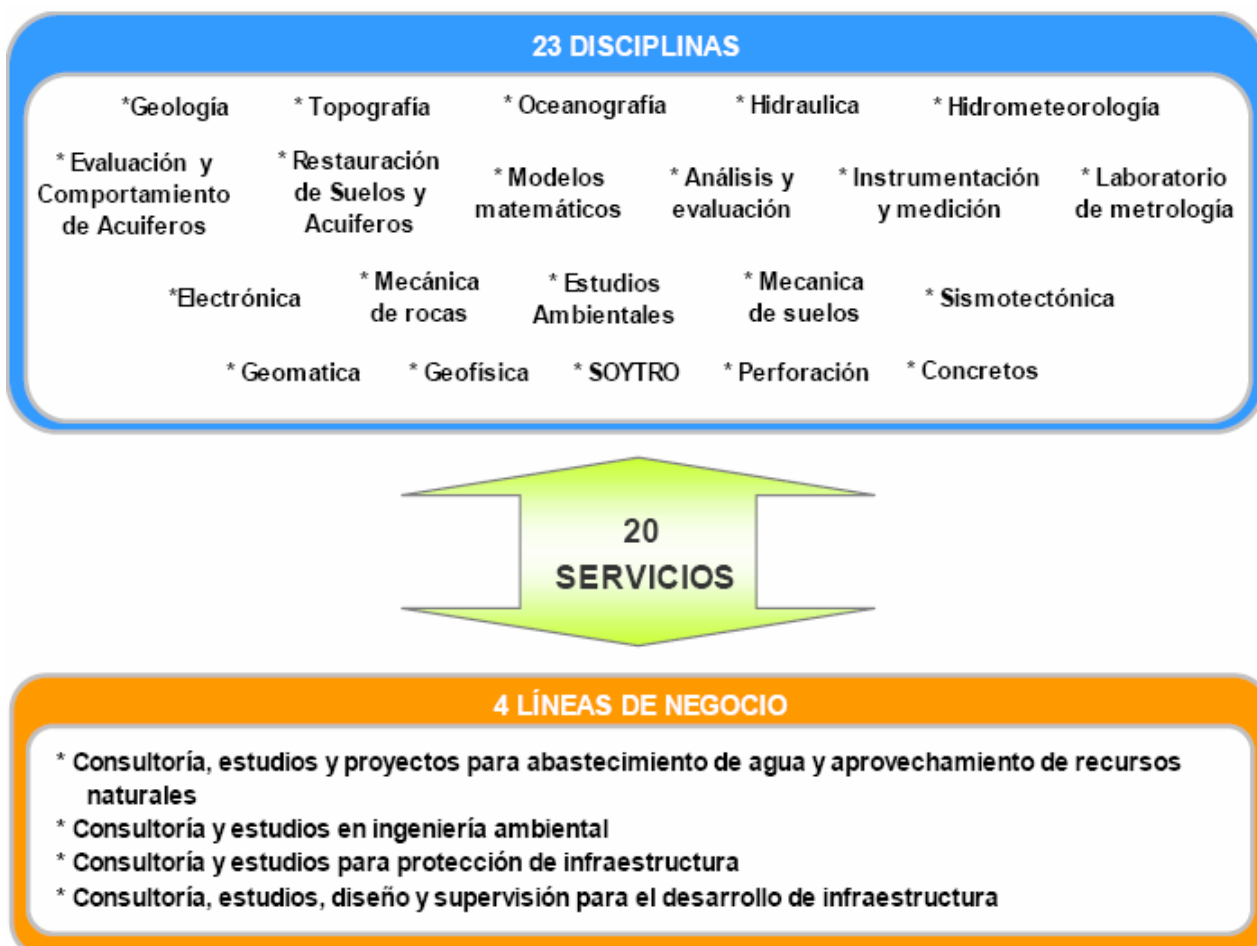 23 DISCIPLINAS
*Geología * Topografía * Oceanografía * Hidraulica * Hidrometeorología
* Evaluación y
Comportamiento
de Acuiferos
* Restauración
de Suelos y
Acuiferos
* Modelos
matemáticos
* Análisis y
evaluación
* Instrumentación
y medición
* Laboratorio
de metrología
*Electrónica
* Mecánica
de rocas
* Estudios
Ambientales
* Mecanica
de suelos
* Sismotectónica
* Geomatica * Geofísica * SOYTRO * Perforación * Concretos
20
SERVICIOS
4 LÍNEAS DE NEGOCIO
* Consultoría, estudios y proyectos para abastecimiento de agua y aprovechamiento de recursos
naturales
* Consultoría y estudios en ingeniería ambiental
* Consultoría y estudios para protección de infraestructura
* Consultoría, estudios, diseño y supervisión para el desarrollo de infraestructura